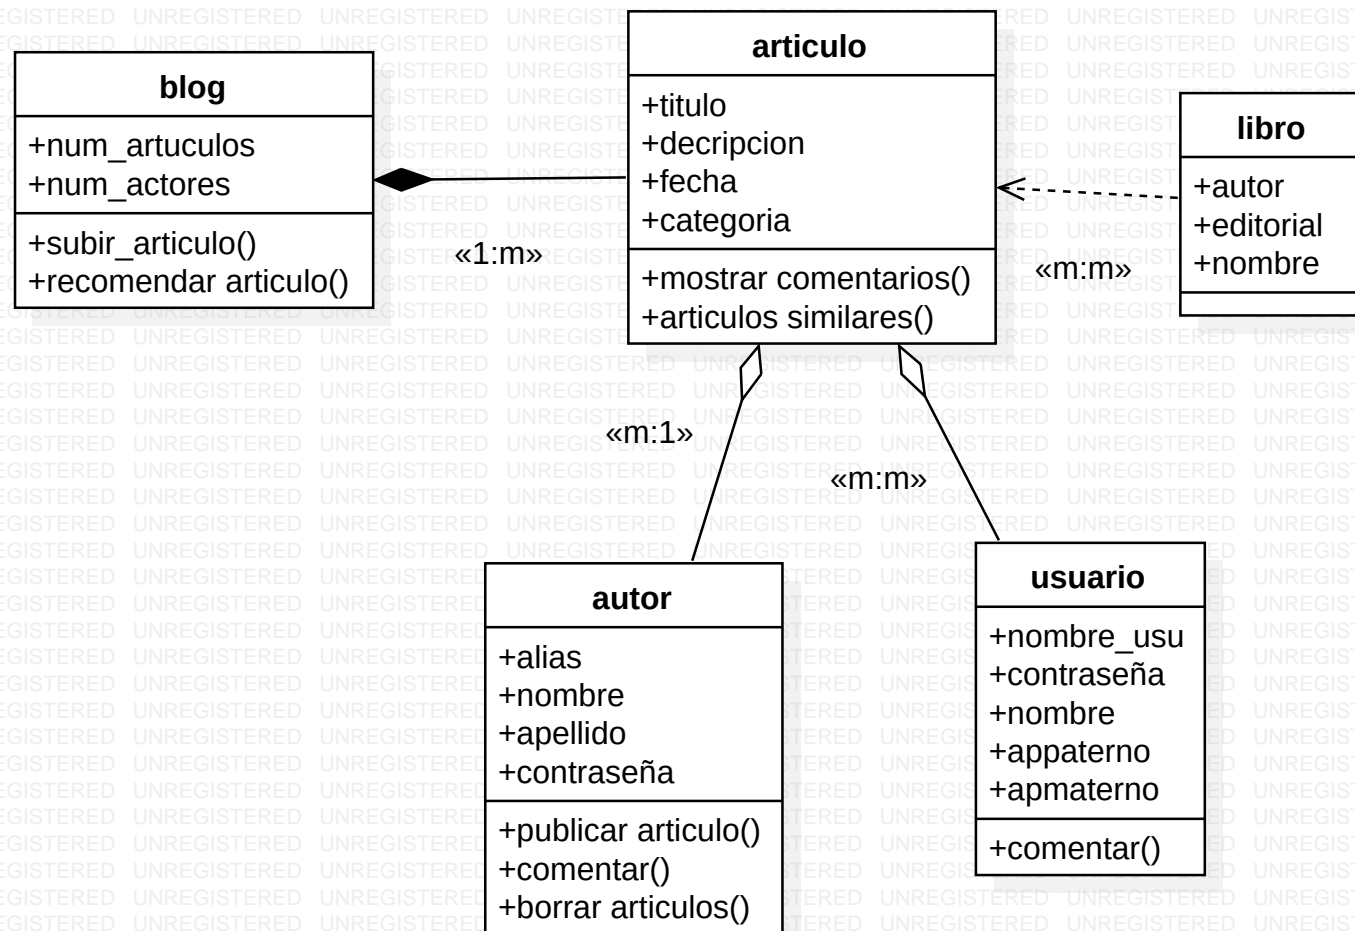 blog
+num_artuculos
+num_actores
+subir_articulo()
+recomendar articulo()
«1:m»
articulo
+titulo
+decripcion
+fecha
+categoria
+mostrar comentarios()
+articulos similares()
«m:m»
libro
+autor
+editorial
+nombre
«m:1»
«m:m»
autor
+alias
+nombre
+apellido
+contraseña
+publicar articulo()
+comentar()
+borrar articulos()
usuario
+nombre_usu
+contraseña
+nombre
+appaterno
+apmaterno
+comentar()
UNREGISTERED